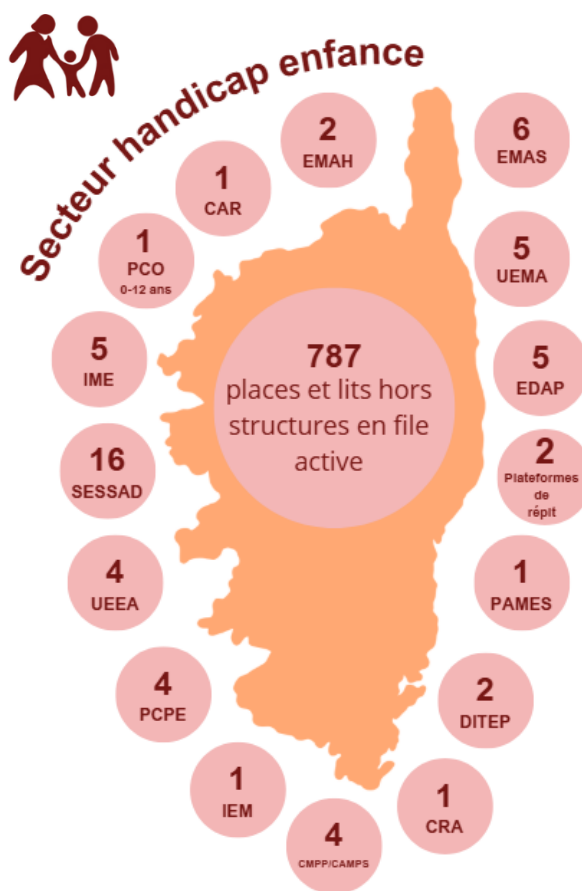 Secteur handicap enfance
2
EMAH
6
EMAS
1
CAR
1
PCO
0-12 ans
5
UEMA
5
IME
787
places et lits hors
structures en file
active
5
EDAP
16
SESSAD
2
Plateformes
de
répit
4
UEEA
1
PAMES
4
PCPE
2
DITEP
1
IEM
1
CRA
4
CMPP/CAMPS